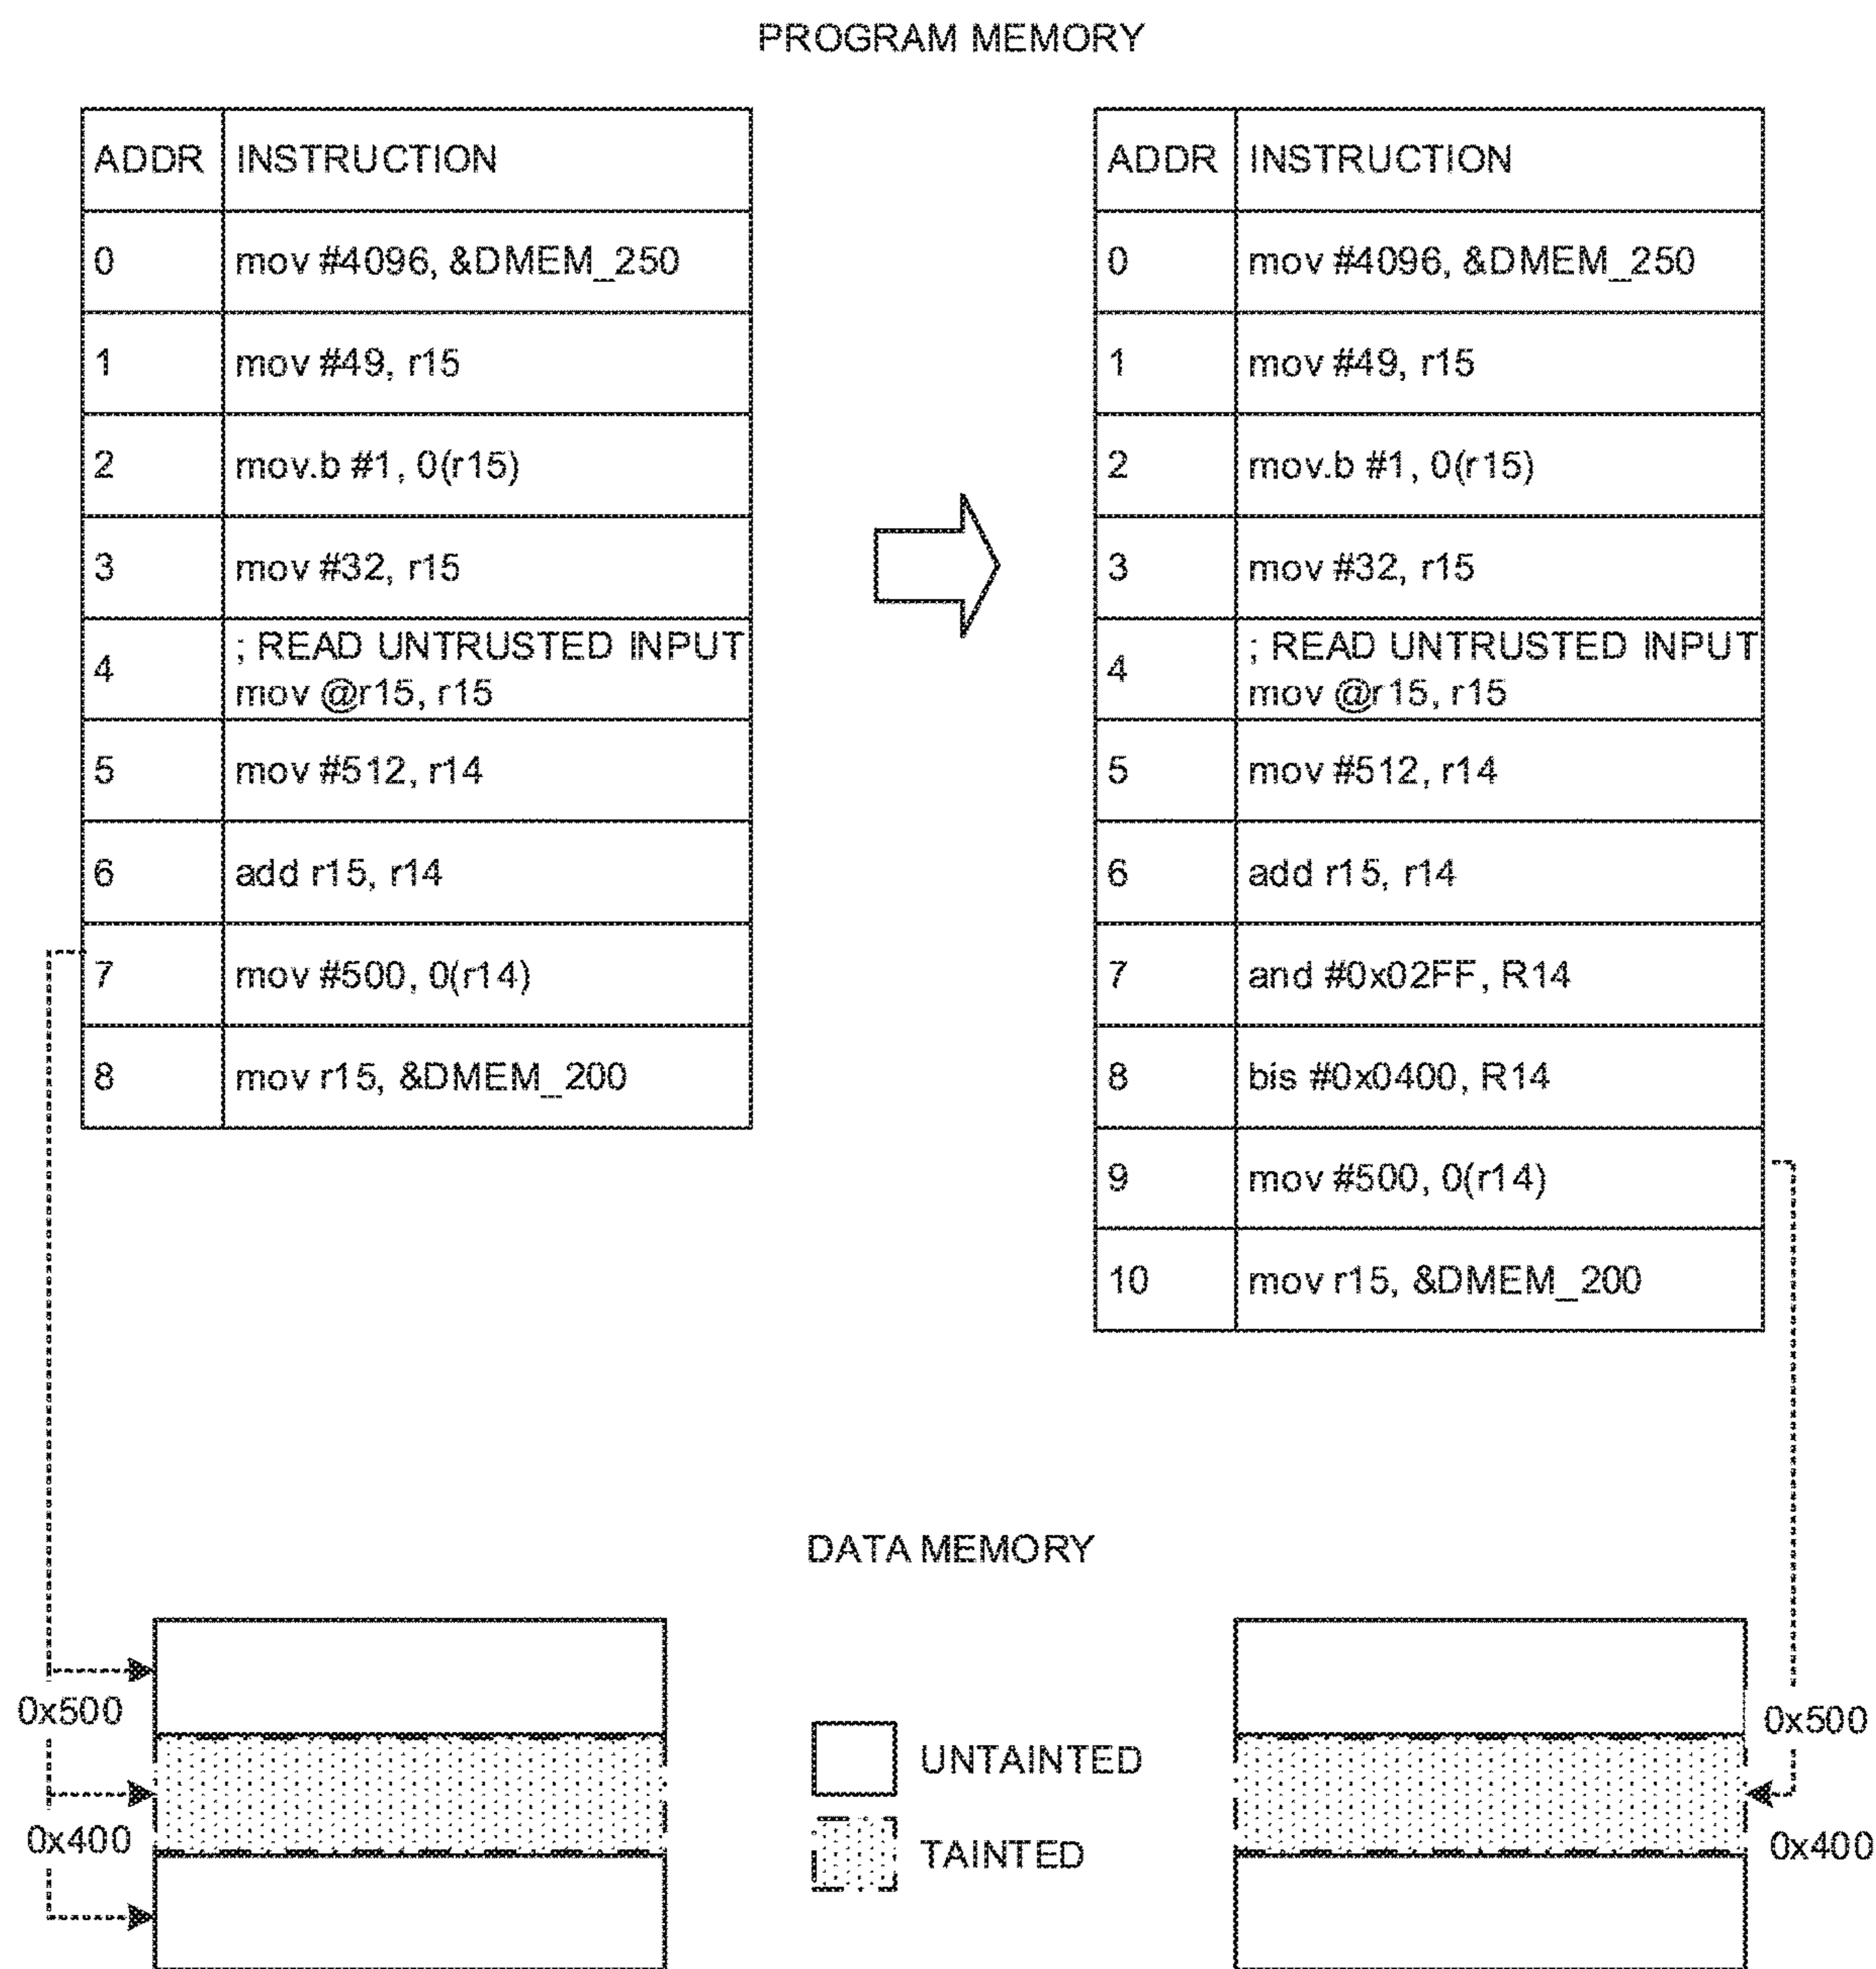 PROGRAM MEMORY
ADDR INSTRUCTION
0 mov #4096, &DMEM_250
1 mov #49, r15
2 mov.b #1, 0(r15)
3 mov #32, r15
4 ; READ UNTRUSTED INPUT
mov @r15, r15
5 mov #512, r14
6 add r15, r14
7 mov #500, 0(r14)
8 mov r15, &DMEM_200
ADDR INSTRUCTION
0 mov #4096, &DMEM_250
1 mov #49, r15
2 mov.b #1, 0(r15)
3 mov #32, r15
4 ; READ UNTRUSTED INPUT
mov @r15, r15
5 mov #512, r14
6 add r15, r14
7 and #0x02FF, R14
8 bis #0x0400, R14
9 mov #500, 0(r14)
10 mov r15, &DMEM_200
DATA MEMORY
0x500
0x400
UNTAINTED
TAINTED
0x500
0x400